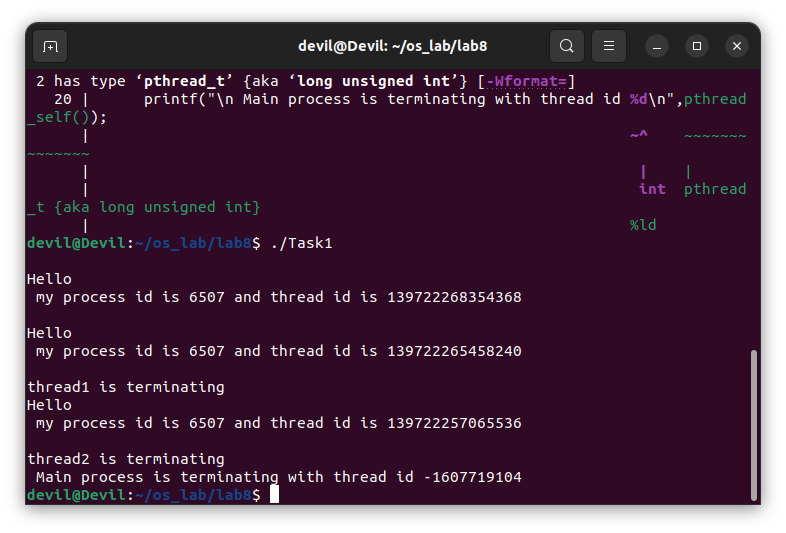 devil@Devil: ~/os_lab/lab8
 2 has type ‘pthread_t’ {aka ‘long unsigned int’} [-Wformat=]
   20 |      printf("\n Main process is terminating with thread id %d\n",pthread
_self());
      |                                                            ~^    ~~~~~~~
~~~~~~~
      |                                                             |    |
      |                                                             int  pthread
_t {aka long unsigned int}
      |                                                            %ld
devil@Devil:~/os_lab/lab8$ ./Task1
Hello
 my process id is 6507 and thread id is 139722268354368
Hello
 my process id is 6507 and thread id is 139722265458240
thread1 is terminating
Hello
 my process id is 6507 and thread id is 139722257065536
thread2 is terminating
 Main process is terminating with thread id -1607719104
devil@Devil:~/os_lab/lab8$